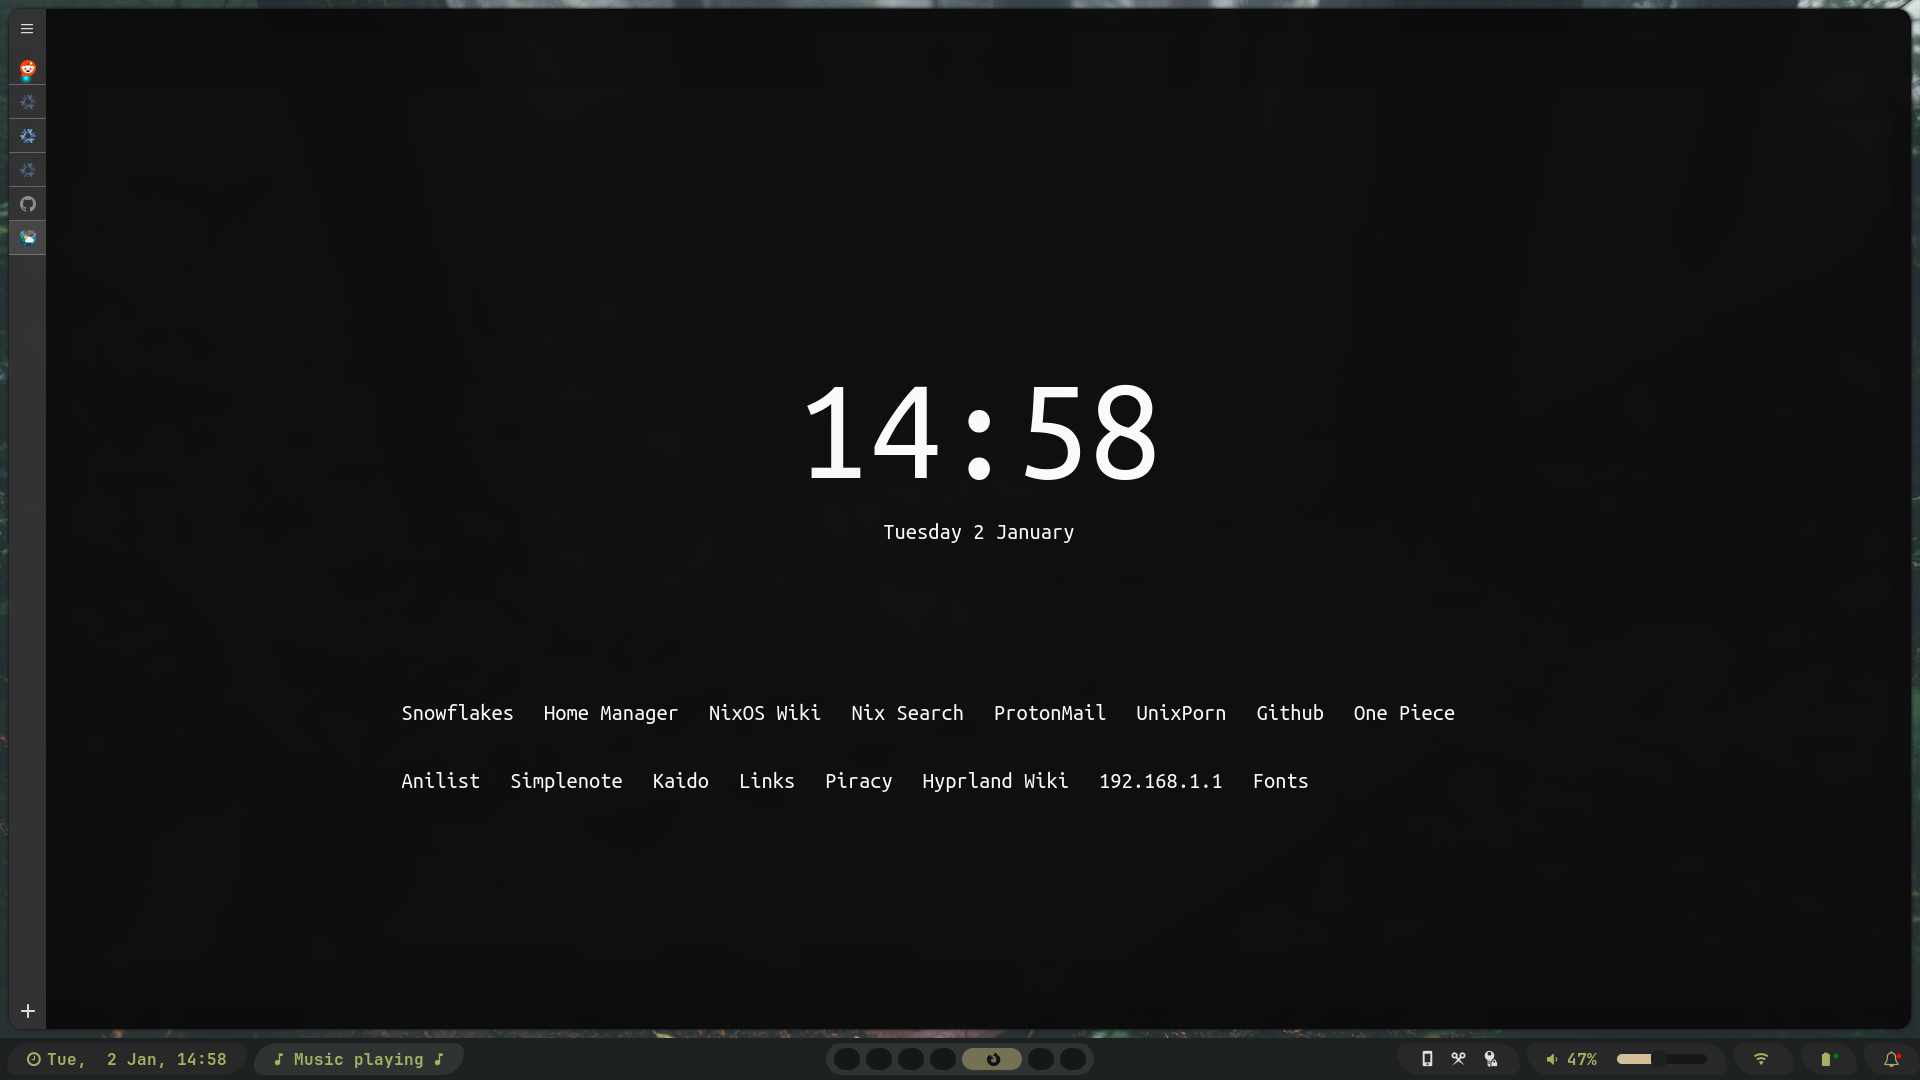 14:58
Tuesday 2 January
Snowflakes Home Manager NixOS Wiki Nix Search ProtonMail UnixPorn Github One Piece
Anilist Simplenote Kaido Links Piracy Hyprland Wiki 192.168.1.1 Fonts
Tue, 2 Jan, 14:58 Music playing 47%